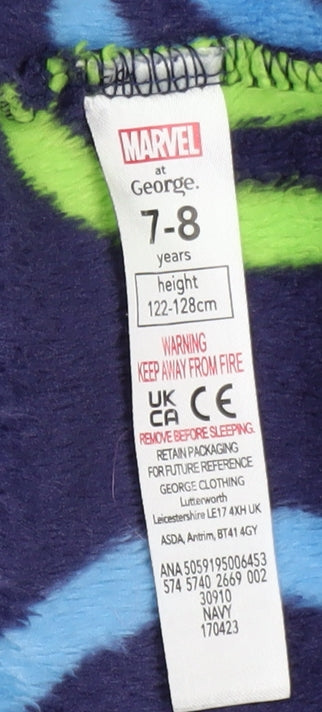 MARVEL
at
George.
7-8
years
height
122-128cm
WARNING
KEEP AWAY FROM FIRE
UK
CA CE
REMOVE BEFORE SLEEPING.
RETAIN PACKAGING
FOR FUTURE REFERENCE
GEORGE CLOTHING
Lutterworth
Leicestershire LE17 4XH UK
ASDA, Antrim, BT41 4GY
ANA 5059195006453
574 5740 2669 002
30910
NAVY
170423